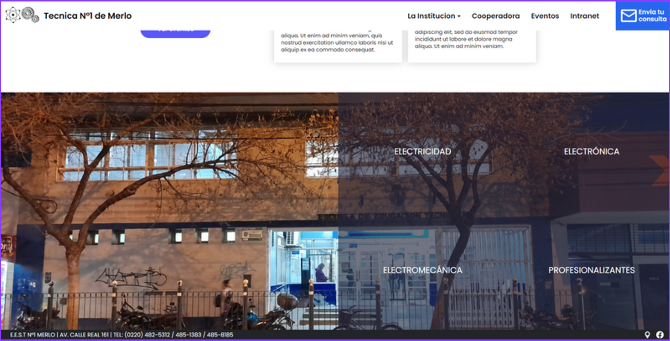 Tecnica Nº1 de Merlo
La Institucion
Cooperadora
Eventos
Intranet
Envia tu
consulta
aliqua. Ut enim ad minim veniam, quis
nostrud exercitation ullamco laboris nisi ut
aliquip ex ea commodo consequat.
adipiscing elit, sed do eiusmod tempor
incididunt ut labore et dolore magna
aliqua. Ut enim ad minim veniam.
ELECTRICIDAD
ELECTRÓNICA
ELECTROMECÁNICA
PROFESIONALIZANTES
E.E.S.T Nº1 MERLO | AV. CALLE REAL 161 | TEL: (0220) 482-5312 / 485-1383 / 485-8185